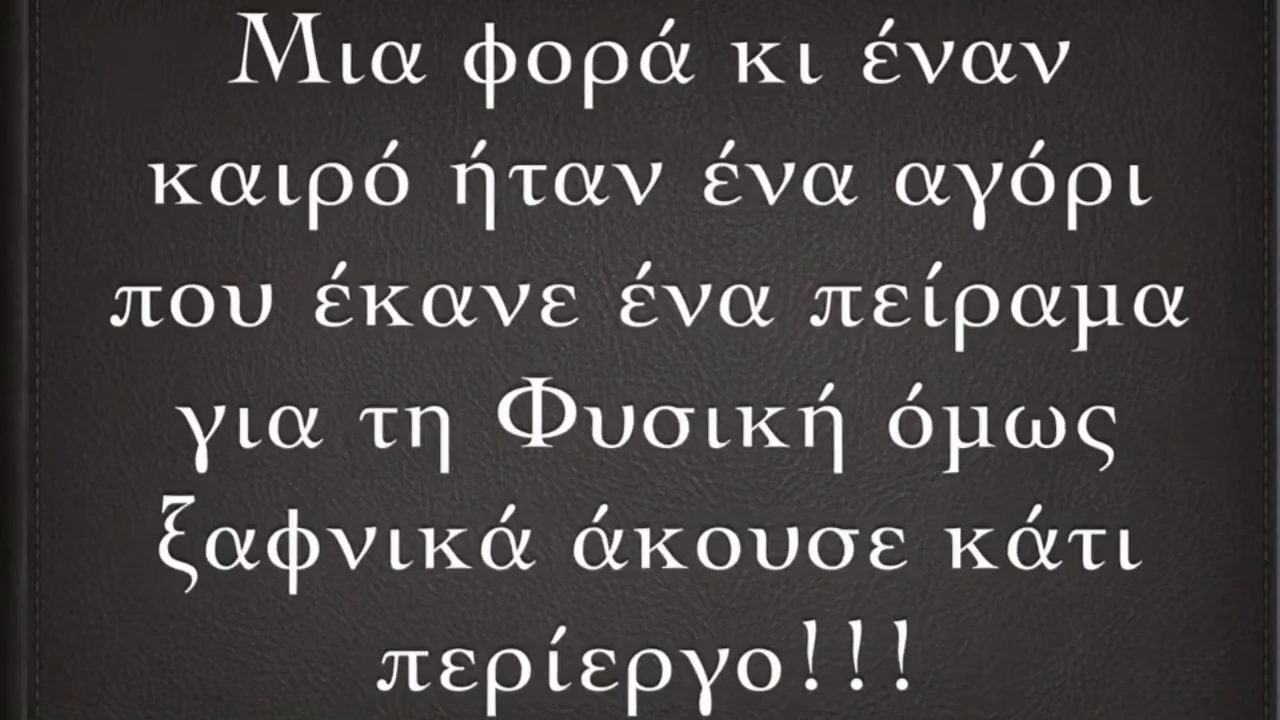 Μια φορά κι έναν
καιρό ήταν ένα αγόρι
που έκανε ένα πείραμα
για τη Φυσική όμως
ξαφνικά άκουσε κάτι
περίεργο!!!